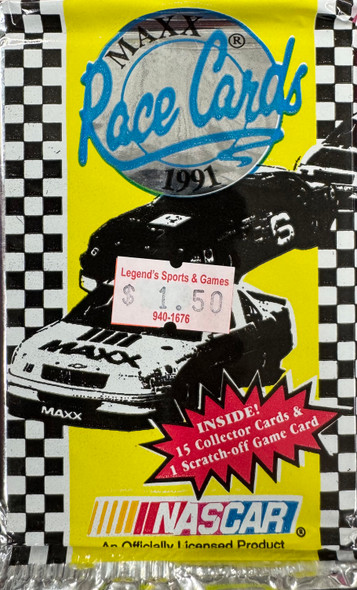 MAXX ®
Race Cards
1991
6
G
Legend's Sports & Games
$ 1.50
940-1676
MAXX
MAXX
INSIDE!
15 Collector Cards &
1 Scratch-off Game Card
NASCAR ®
An Officially Licensed Product